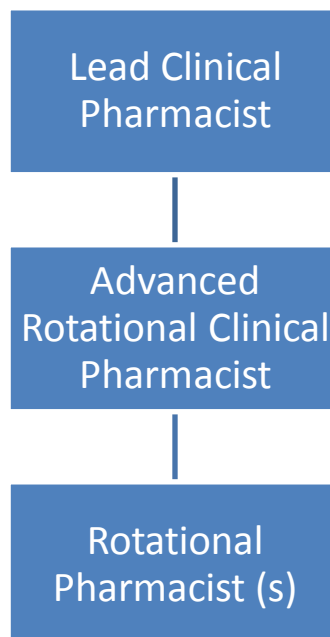 Lead Clinical
Pharmacist
Advanced
Rotational Clinical
Pharmacist
Rotational
Pharmacist (s)